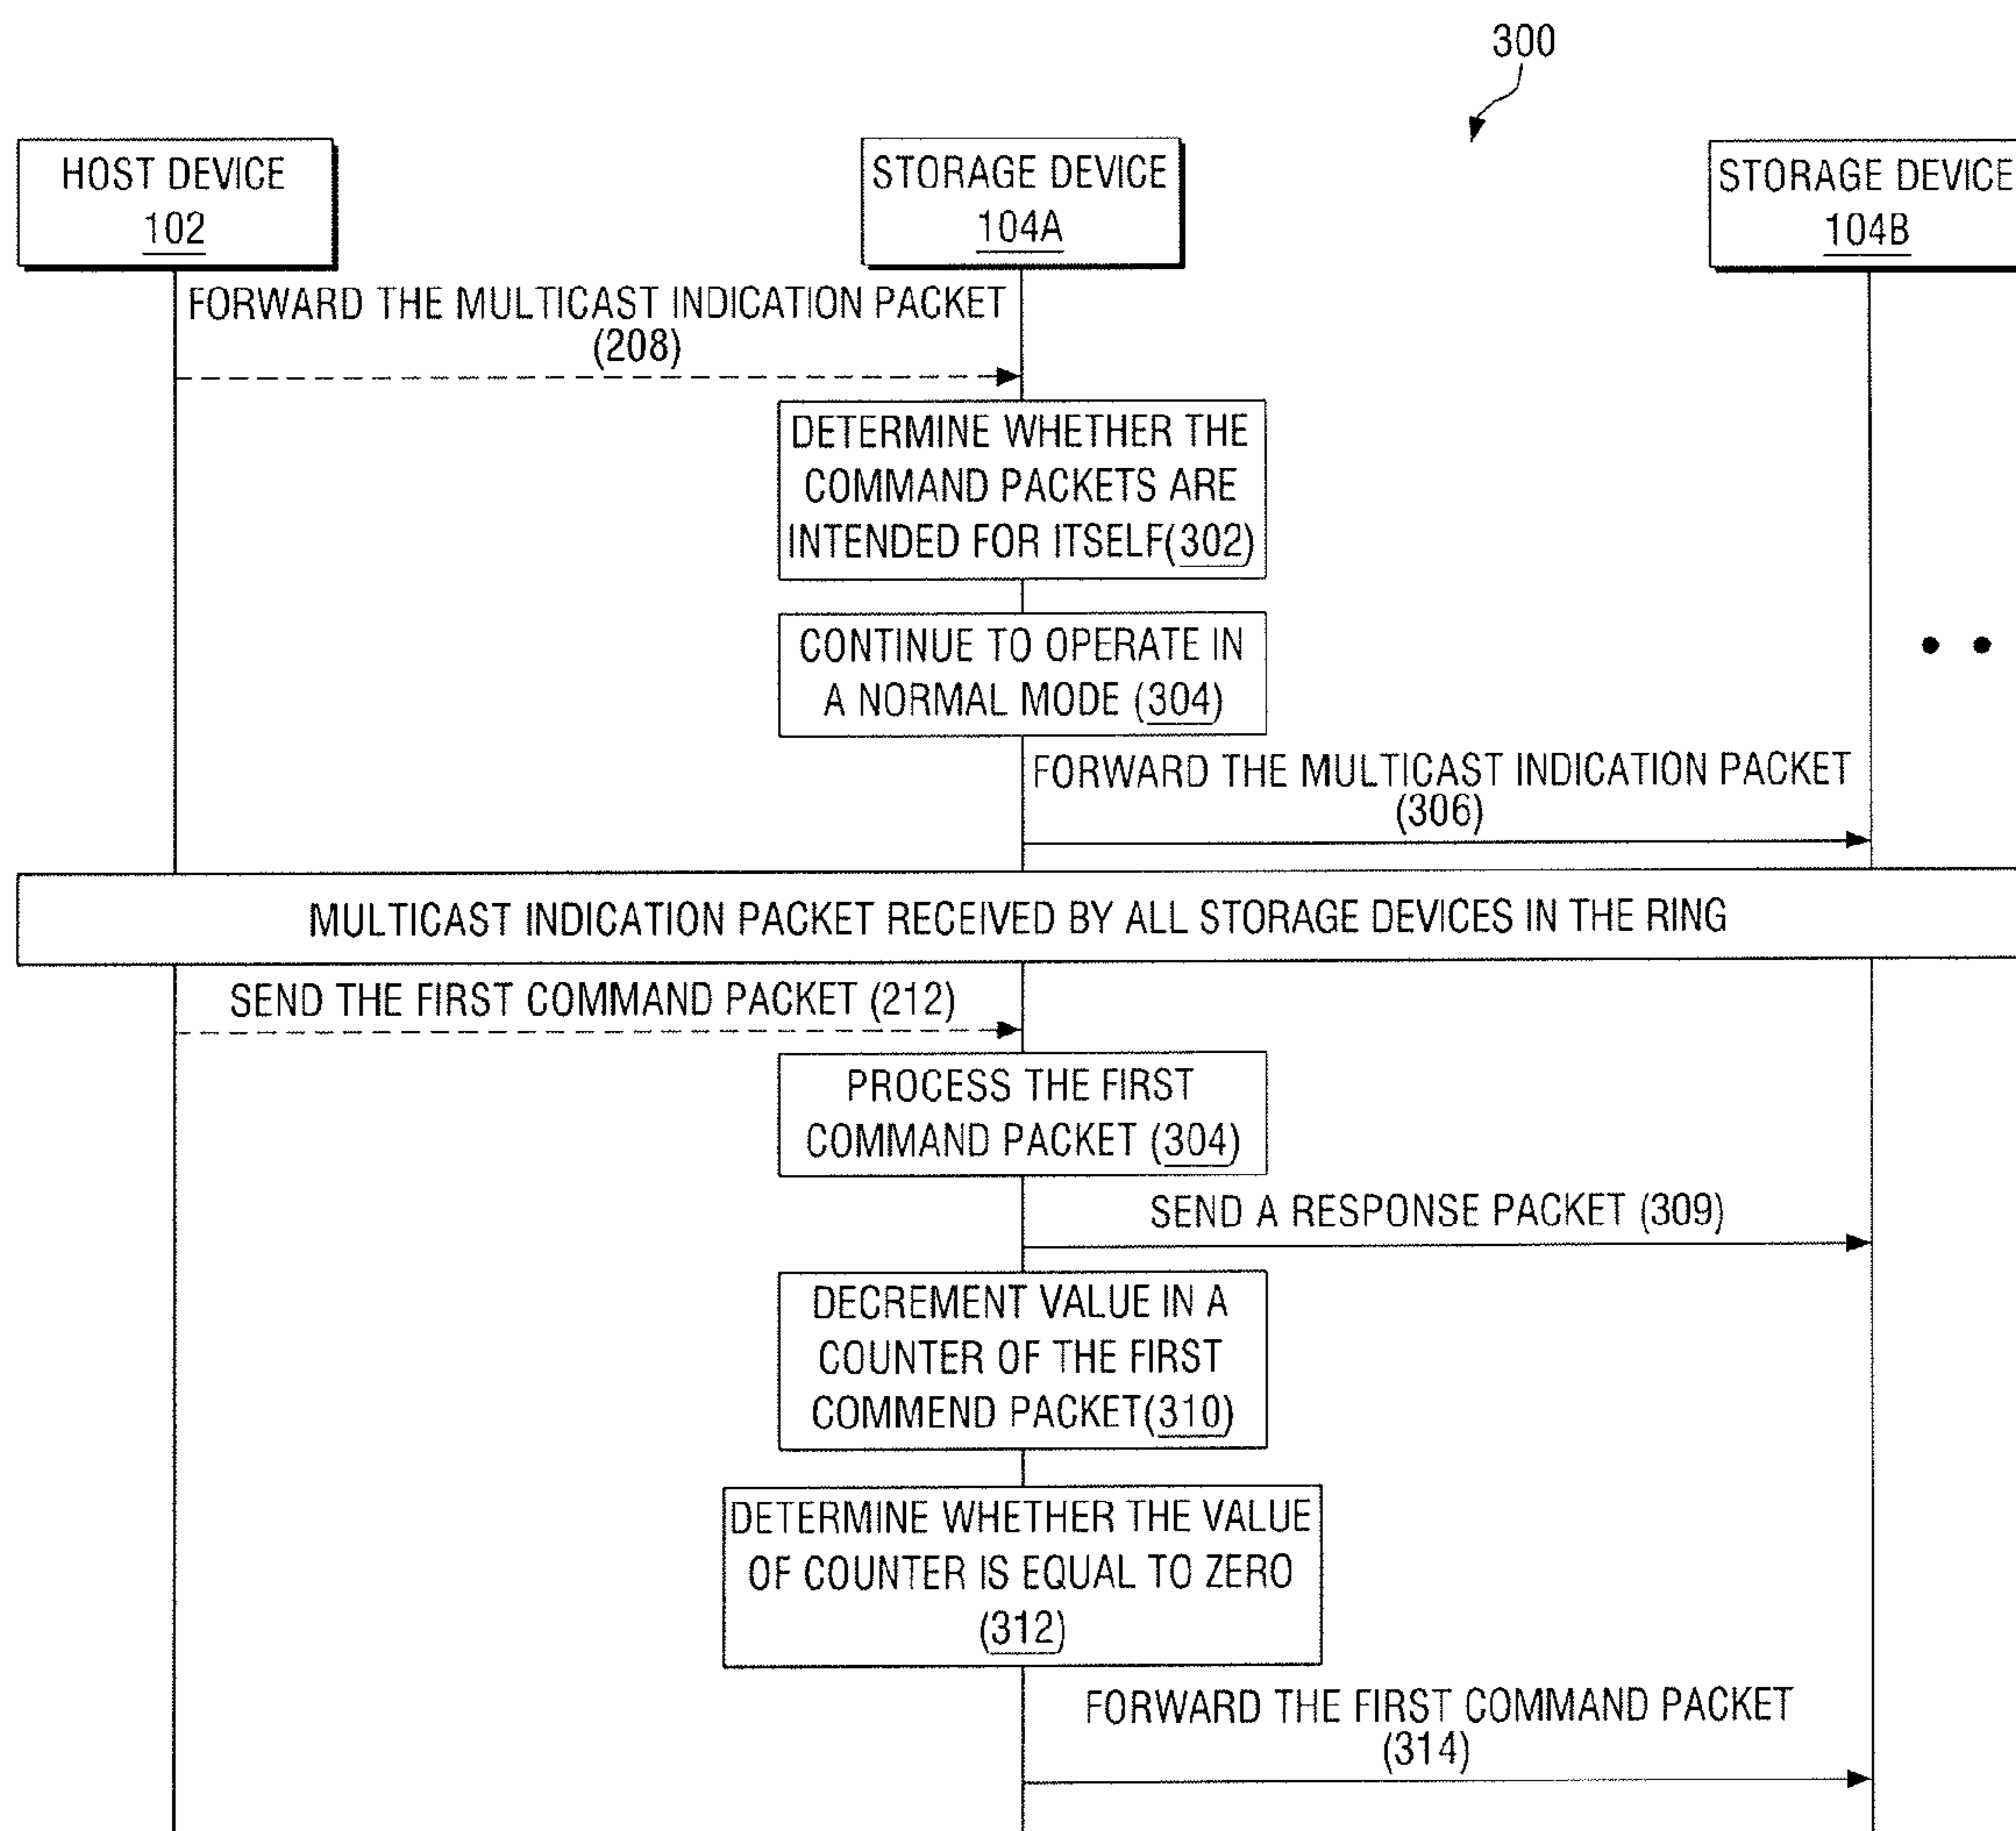 300
HOST DEVICE
102
STORAGE DEVICE
104A
STORAGE DEVICE
104B
FORWARD THE MULTICAST INDICATION PACKET
(208)
DETERMINE WHETHER THE
COMMAND PACKETS ARE
INTENDED FOR ITSELF(302)
CONTINUE TO OPERATE IN
A NORMAL MODE (304)
FORWARD THE MULTICAST INDICATION PACKET
(306)
MULTICAST INDICATION PACKET RECEIVED BY ALL STORAGE DEVICES IN THE RING
SEND THE FIRST COMMAND PACKET (212)
PROCESS THE FIRST
COMMAND PACKET (304)
SEND A RESPONSE PACKET (309)
DECREMENT VALUE IN A
COUNTER OF THE FIRST
COMMEND PACKET(310)
DETERMINE WHETHER THE VALUE
OF COUNTER IS EQUAL TO ZERO
(312)
FORWARD THE FIRST COMMAND PACKET
(314)